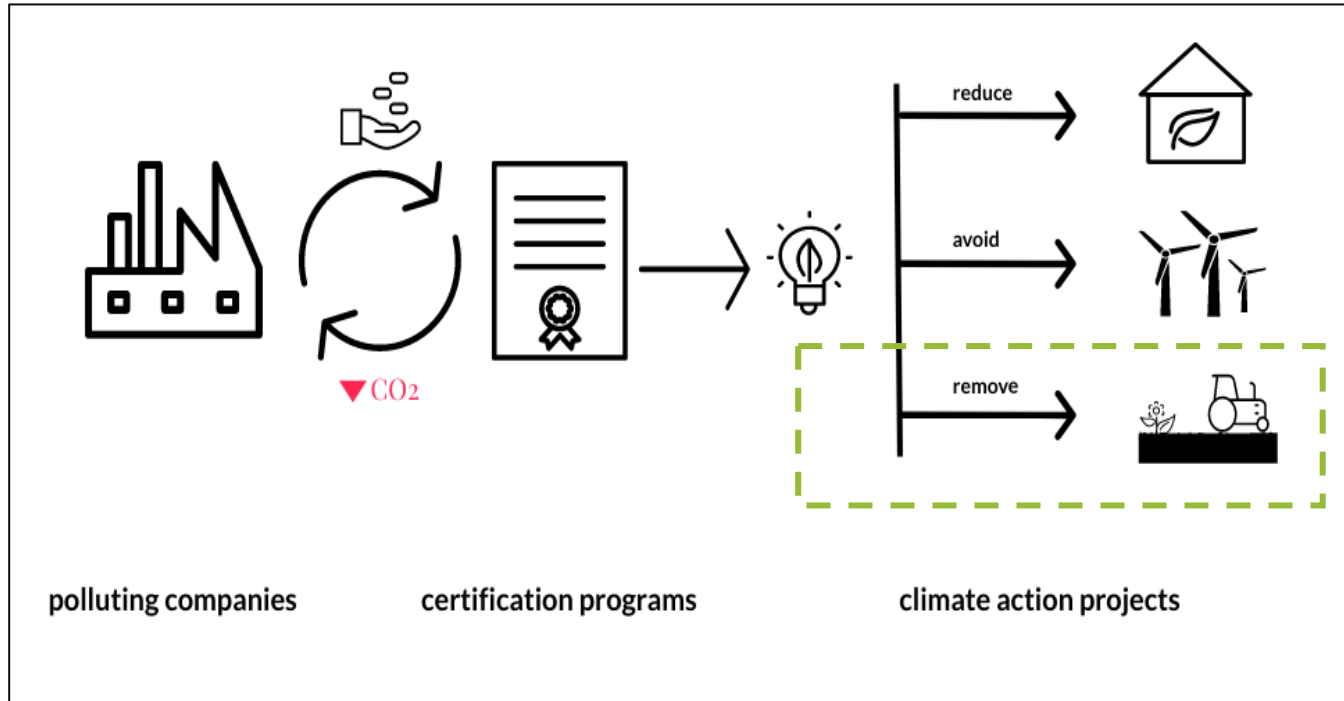 reduce
avoid
▼CO2
remove
polluting companies
certification programs
climate action projects